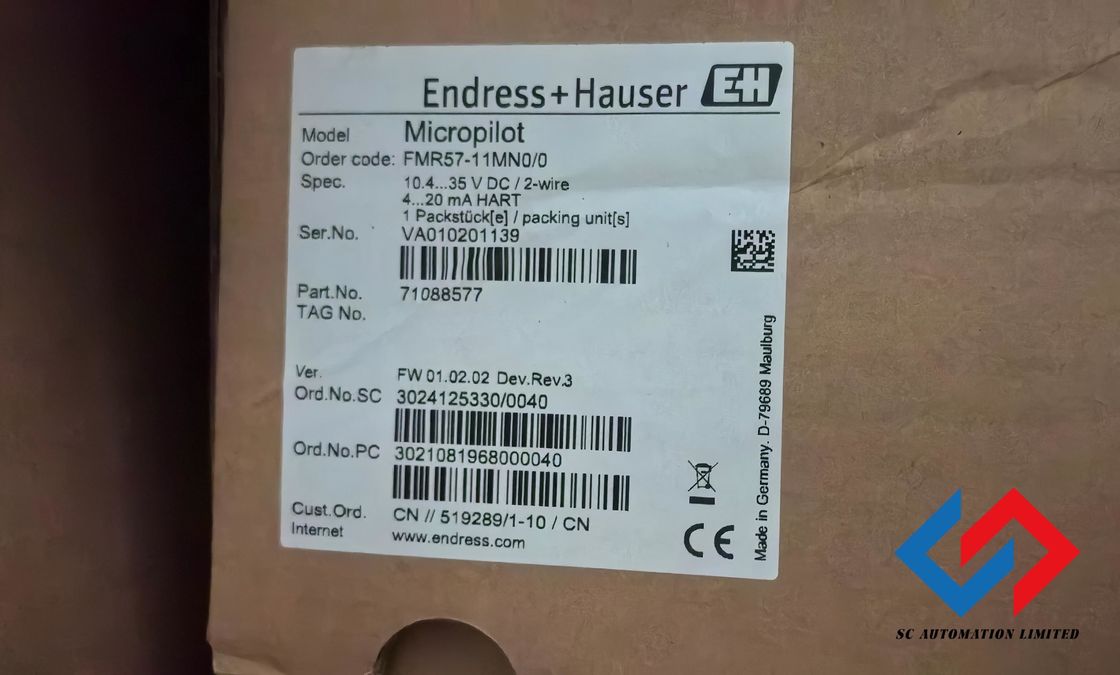 Endress+Hauser EH
Model Micropilot
Order code: FMR57-11MN0/0
Spec. 10.4...35 V DC / 2-wire
4...20 mA HART
1 Packstück[e] / packing unit[s]
Ser.No. VA010201139
Part.No. 71088577
TAG No.
Ver. FW 01.02.02 Dev.Rev.3
Ord.No.SC 3024125330/0040
Ord.No.PC 3021081968000040
Cust.Ord. CN // 519289/1-10 / CN
Internet www.endress.com
CE
Made in Germany. D-79689 Maulburg
SC AUTOMATION LIMITED